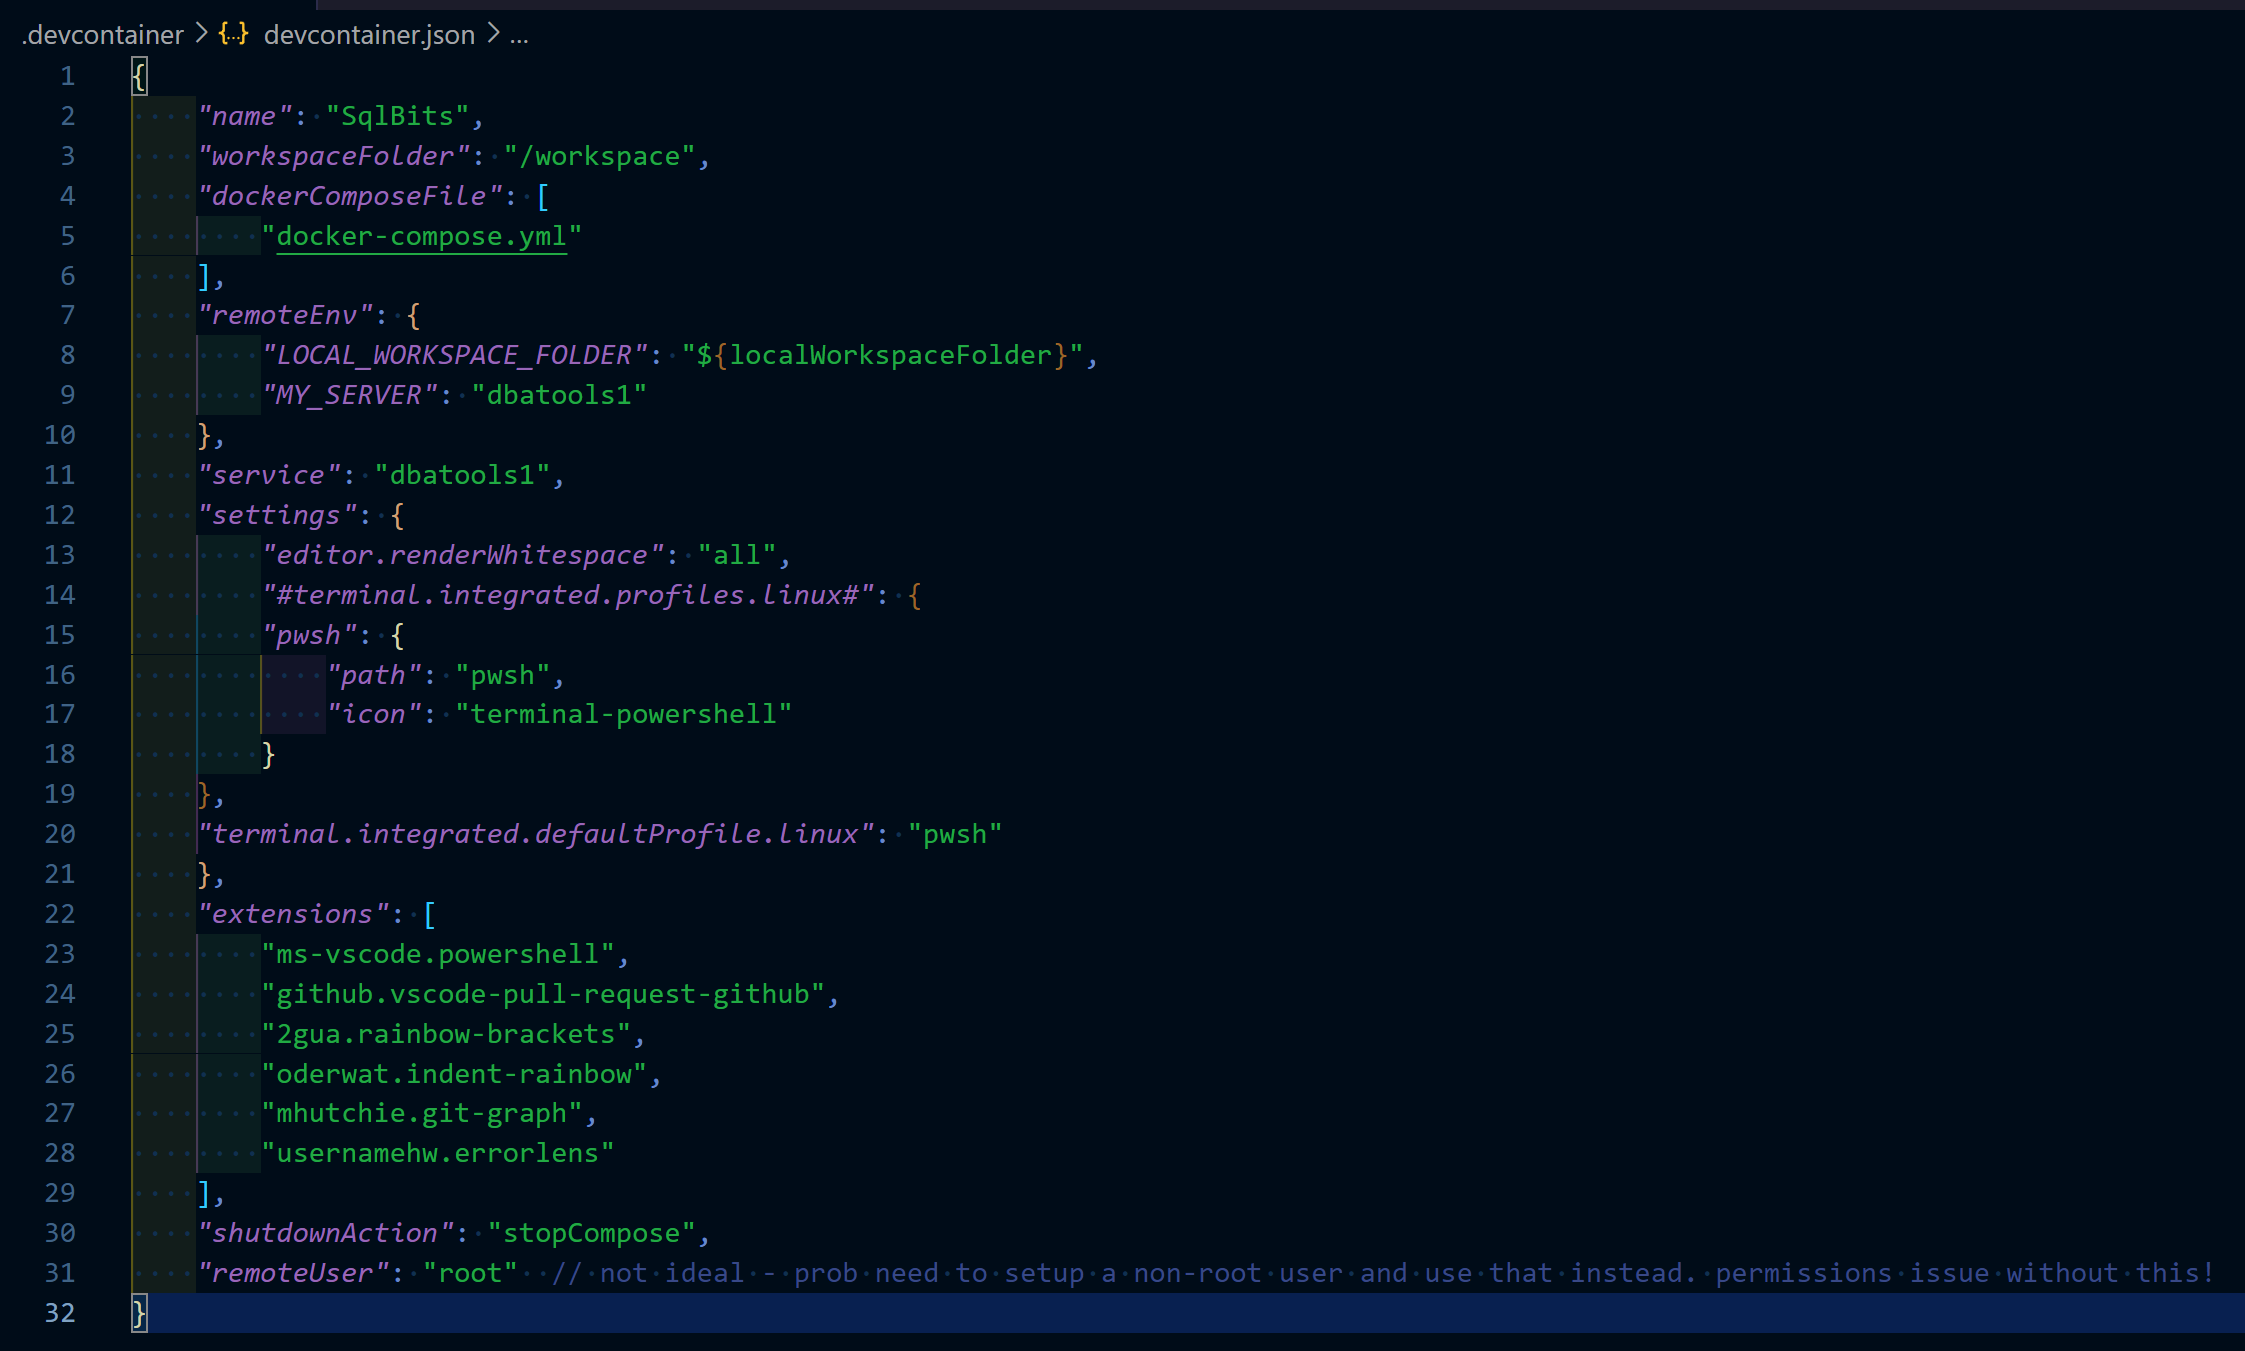 .devcontainer > {..} devcontainer.json > ...
1 {
2 "name": "SqlBits",
3 "workspaceFolder": "/workspace",
4 "dockerComposeFile": [
5 "docker-compose.yml"
6 ],
7 "remoteEnv": {
8 "LOCAL_WORKSPACE_FOLDER": "${localWorkspaceFolder}",
9 "MY_SERVER": "dbatools1"
10 },
11 "service": "dbatools1",
12 "settings": {
13 "editor.renderWhitespace": "all",
14 "#terminal.integrated.profiles.linux#": {
15 "pwsh": {
16 "path": "pwsh",
17 "icon": "terminal-powershell"
18 }
19 },
20 "terminal.integrated.defaultProfile.linux": "pwsh"
21 },
22 "extensions": [
23 "ms-vscode.powershell",
24 "github.vscode-pull-request-github",
25 "2gua.rainbow-brackets",
26 "oderwat.indent-rainbow",
27 "mhutchie.git-graph",
28 "usernamehw.errorlens"
29 ],
30 "shutdownAction": "stopCompose",
31 "remoteUser": "root" // not ideal - prob need to setup a non-root user and use that instead. permissions issue without this!
32 }